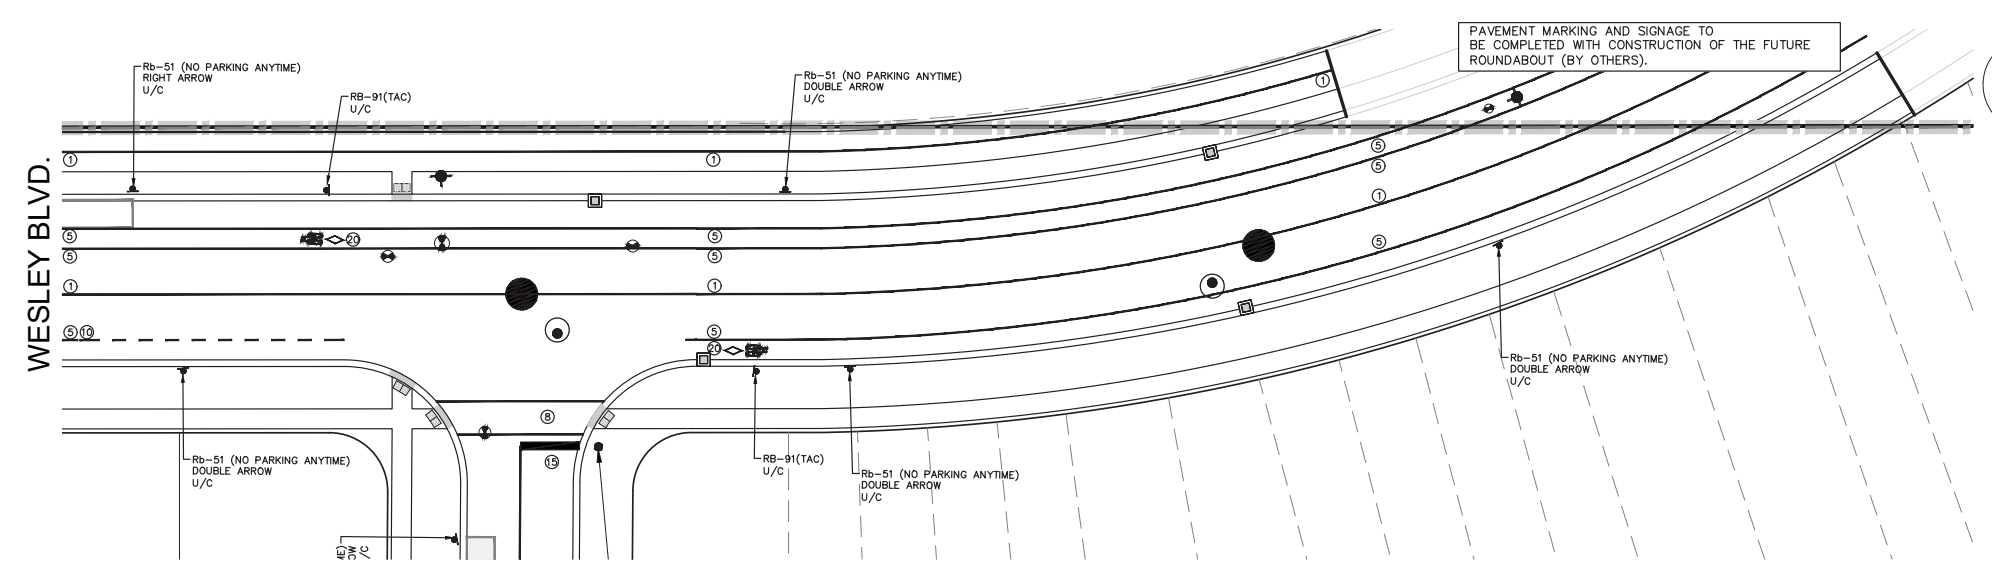 PAVEMENT MARKING AND SIGNAGE TO
BE COMPLETED WITH CONSTRUCTION OF THE FUTURE
ROUNDABOUT (BY OTHERS).
Rb-51 (NO PARKING ANYTIME)
RIGHT ARROW
U/C
RB-91(TAC)
U/C
Rb-51 (NO PARKING ANYTIME)
DOUBLE ARROW
U/C
1
1
1
5
5
1
5
WESLEY BLVD.
5
20
5
5
5
1
1
5 10
5
20
Rb-51 (NO PARKING ANYTIME)
DOUBLE ARROW
U/C
8
15
Rb-51 (NO PARKING ANYTIME)
DOUBLE ARROW
U/C
RB-91(TAC)
U/C
Rb-51 (NO PARKING ANYTIME)
DOUBLE ARROW
U/C
ME)
OW
/C